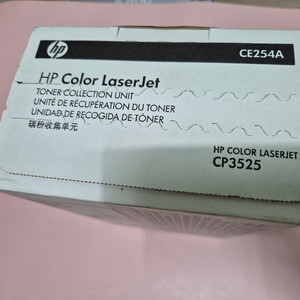 hp
CE254A
HP Color LaserJet
TONER COLLECTION UNIT
UNITÉ DE RÉCUPÉRATION DU TONER
UNIDAD DE RECOGIDA DE TONER
碳粉收集单元
HP COLOR LASERJET
CP3525